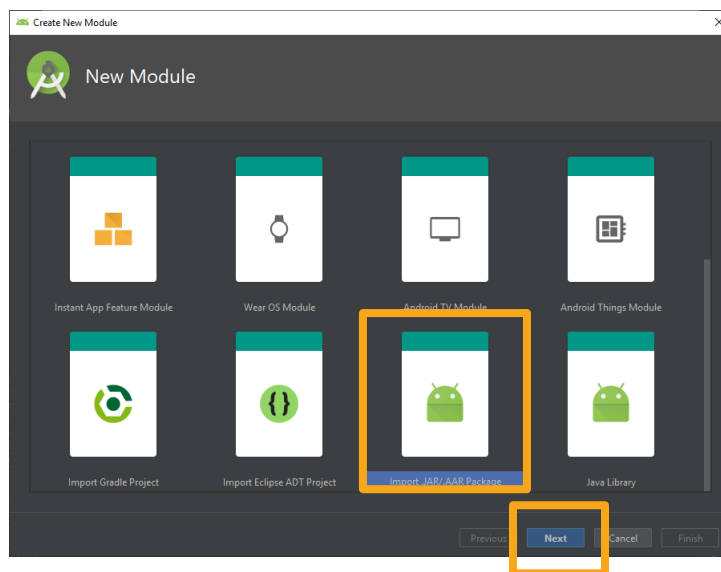 Create New Module
New Module
Instant App Feature Module
Wear OS Module
Android TV Module
Android Things Module
Import Gradle Project
Import Eclipse ADT Project
Import .JAR/.AAR Package
Java Library
Previous
Next
Cancel
Finish